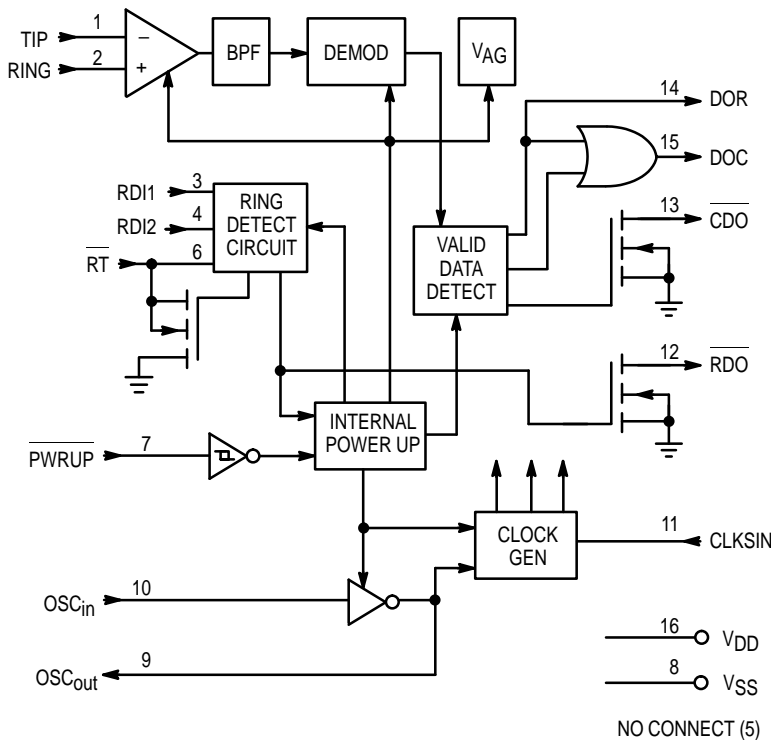 TIP 1 − BPF DEMOD VAG
RING 2 +
14 DOR
15 DOC
RDI1 3 RING DETECT CIRCUIT
RDI2 4
RT 6
13 CDO
VALID DATA DETECT
12 RDO
INTERNAL POWER UP
PWRUP 7
CLOCK GEN 11 CLKSIN
OSCin 10
16 VDD
OSCout 9
8 VSS
NO CONNECT (5)